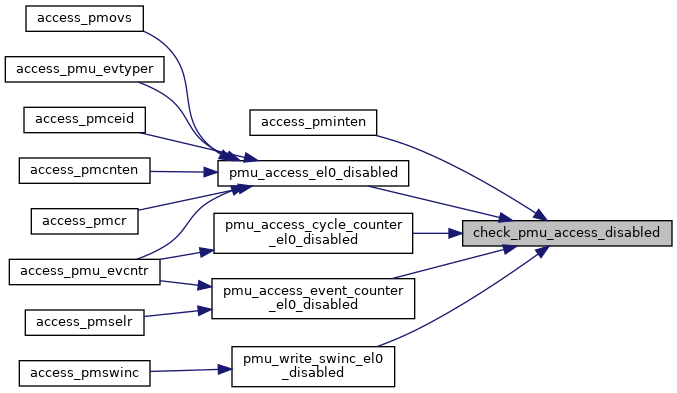 access_pmovs
access_pmu_evtyper
access_pmceid
access_pmcnten
access_pmcr
access_pmu_evcntr
access_pmselr
access_pmswinc
access_pminten
pmu_access_el0_disabled
pmu_access_cycle_counter
_el0_disabled
pmu_access_event_counter
_el0_disabled
pmu_write_swinc_el0
_disabled
check_pmu_access_disabled